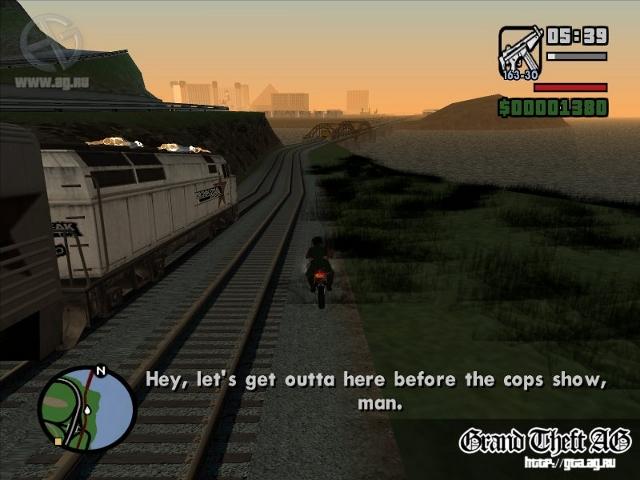 www.ag.ru
05:39
163-30
$00001380
N
Hey, let's get outta here before the cops show,
man.
Grand Theft AG
http://gta.ag.ru